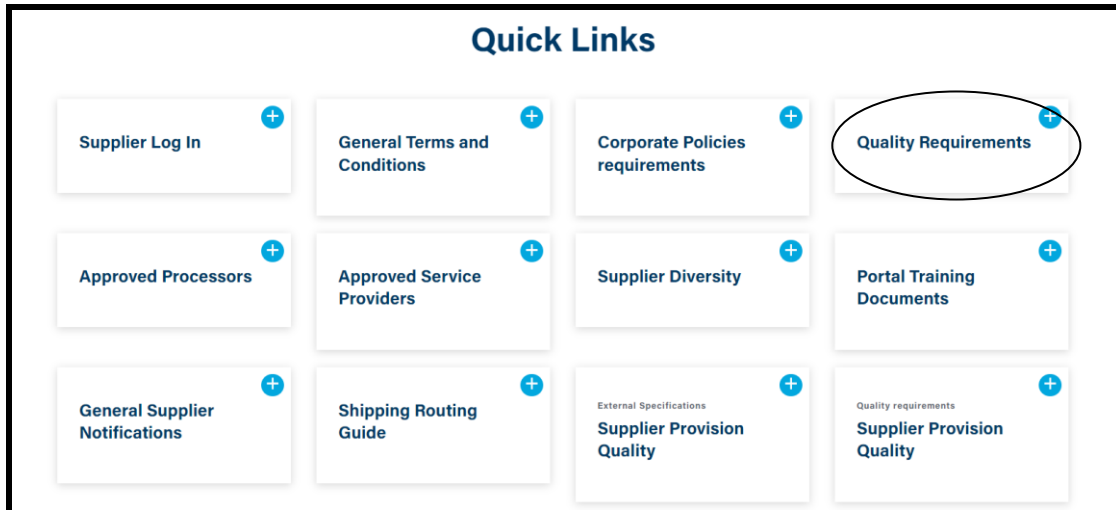 Quick Links
Supplier Log In
General Terms and
Conditions
Corporate Policies
requirements
Quality Requirements
Approved Processors
Approved Service
Providers
Supplier Diversity
Portal Training
Documents
General Supplier
Notifications
Shipping Routing
Guide
External Specifications
Supplier Provision
Quality
Quality requirements
Supplier Provision
Quality